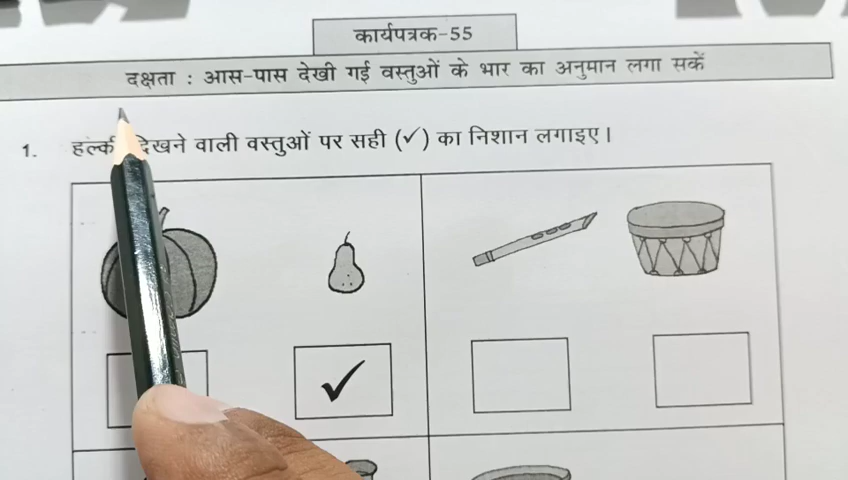 कार्यपत्रक-55
दक्षता : आस-पास देखी गई वस्तुओं के भार का अनुमान लगा सकें
1. दिखने वाली वस्तुओं पर सही (✓) का निशान लगाइए।